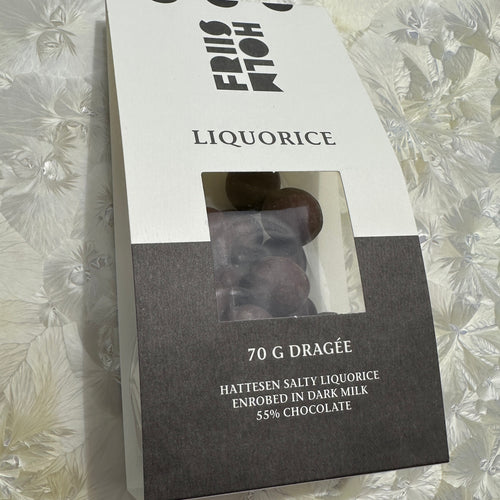 FRIIS
HOLM
LIQUORICE
70 G DRAGÉE
HATTESEN SALTY LIQUORICE
ENROBED IN DARK MILK
55% CHOCOLATE